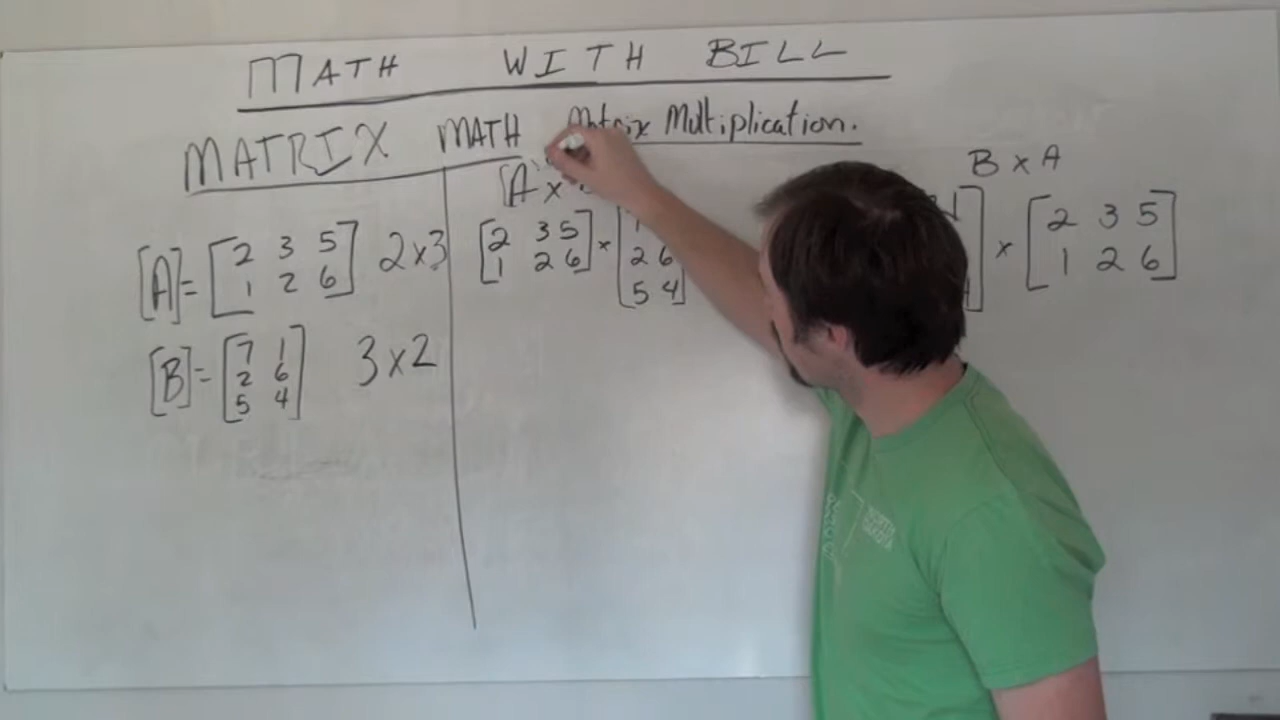 MATH WITH BILL
MATRIX MATH Matrix Multiplication.
[A x
B x A
[A] = [2 3 5
1 2 6] 2x3
[B] = [7 1
2 6
5 4] 3x2
[2 3 5
1 2 6] x [
2 6
5 4]
1] x [2 3 5
1 2 6]